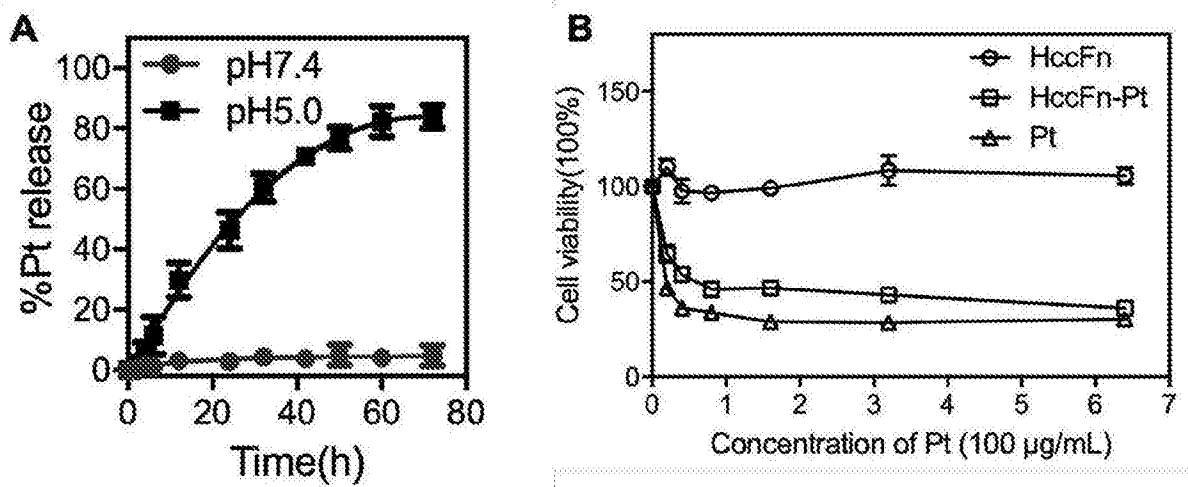 A
pH7.4
pH5.0
%Pt release
100
80
60
40
20
0
0 20 40 60 80
Time(h)
B
HccFn
HccFn-Pt
Pt
Cell viability(100%)
150
100
50
0
0 1 2 3 4 5 6 7
Concentration of Pt (100 μg/mL)